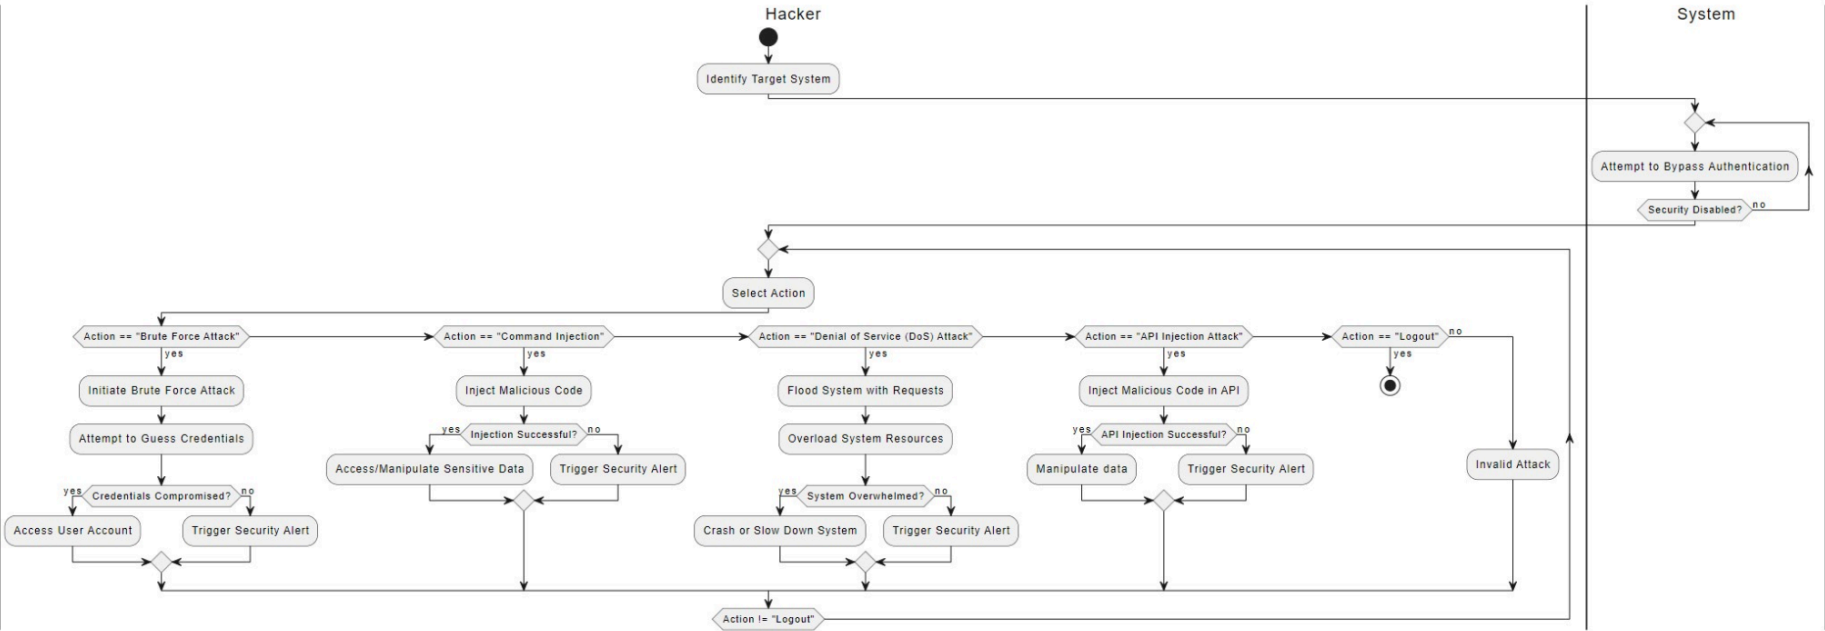 Hacker
System
Identify Target System
Attempt to Bypass Authentication
Security Disabled?
no
Select Action
Action == "Brute Force Attack"
yes
Action == "Command Injection"
yes
Action == "Denial of Service (DoS) Attack"
yes
Action == "API Injection Attack"
yes
Action == "Logout"
no
yes
Initiate Brute Force Attack
Attempt to Guess Credentials
yes
Credentials Compromised?
no
Access User Account
Trigger Security Alert
Inject Malicious Code
yes
Injection Successful?
no
Access/Manipulate Sensitive Data
Trigger Security Alert
Flood System with Requests
Overload System Resources
yes
System Overwhelmed?
no
Crash or Slow Down System
Trigger Security Alert
Inject Malicious Code in API
yes
API Injection Successful?
no
Manipulate data
Trigger Security Alert
Invalid Attack
Action != "Logout"